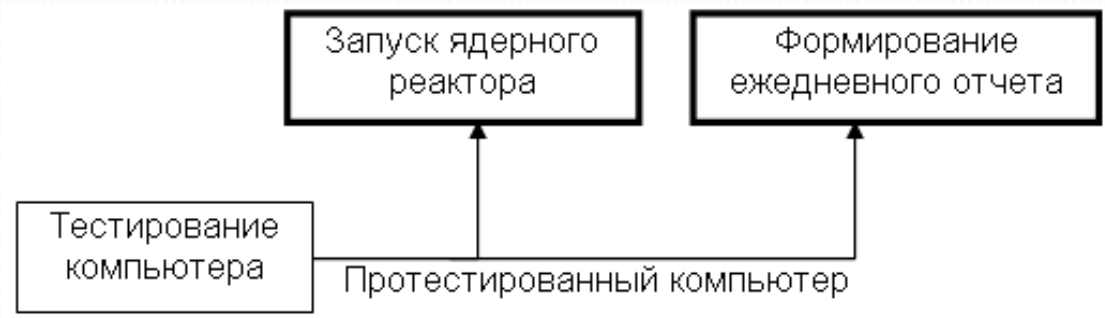 Запуск ядерного
реактора
Формирование
ежедневного отчета
Тестирование
компьютера
Протестированный компьютер